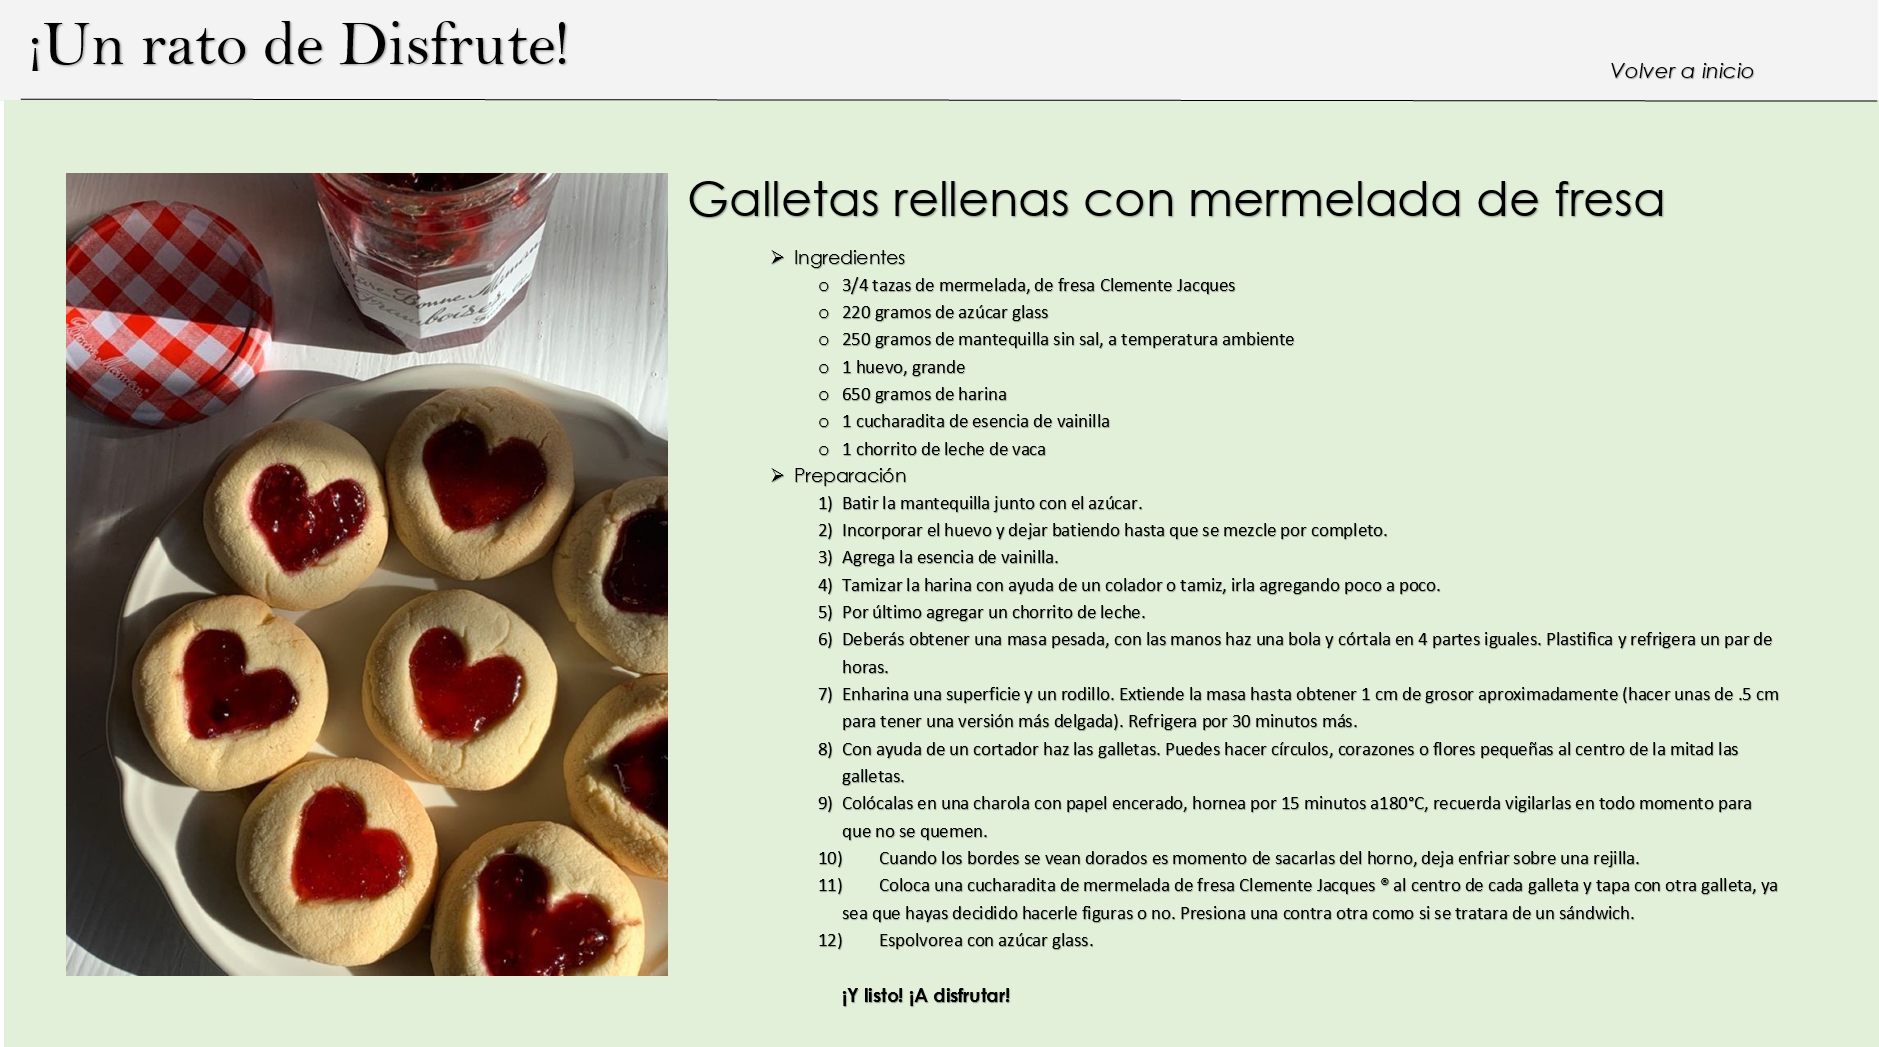 ¡Un rato de Disfrute!
Volver a inicio
Galletas rellenas con mermelada de fresa
➢ Ingredientes
o 3/4 tazas de mermelada, de fresa Clemente Jacques
o 220 gramos de azúcar glass
o 250 gramos de mantequilla sin sal, a temperatura ambiente
o 1 huevo, grande
o 650 gramos de harina
o 1 cucharadita de esencia de vainilla
o 1 chorrito de leche de vaca
➢ Preparación
1) Batir la mantequilla junto con el azúcar.
2) Incorporar el huevo y dejar batiendo hasta que se mezcle por completo.
3) Agrega la esencia de vainilla.
4) Tamizar la harina con ayuda de un colador o tamiz, irla agregando poco a poco.
5) Por último agregar un chorrito de leche.
6) Deberás obtener una masa pesada, con las manos haz una bola y córtala en 4 partes iguales. Plastifica y refrigera un par de
horas.
7) Enharina una superficie y un rodillo. Extiende la masa hasta obtener 1 cm de grosor aproximadamente (hacer unas de .5 cm
para tener una versión más delgada). Refrigera por 30 minutos más.
8) Con ayuda de un cortador haz las galletas. Puedes hacer círculos, corazones o flores pequeñas al centro de la mitad las
galletas.
9) Colócalas en una charola con papel encerado, hornea por 15 minutos a180°C, recuerda vigilarlas en todo momento para
que no se quemen.
10) Cuando los bordes se vean dorados es momento de sacarlas del horno, deja enfriar sobre una rejilla.
11) Coloca una cucharadita de mermelada de fresa Clemente Jacques ® al centro de cada galleta y tapa con otra galleta, ya
sea que hayas decidido hacerle figuras o no. Presiona una contra otra como si se tratara de un sándwich.
12) Espolvorea con azúcar glass.
¡Y listo! ¡A disfrutar!
Bonne Maman